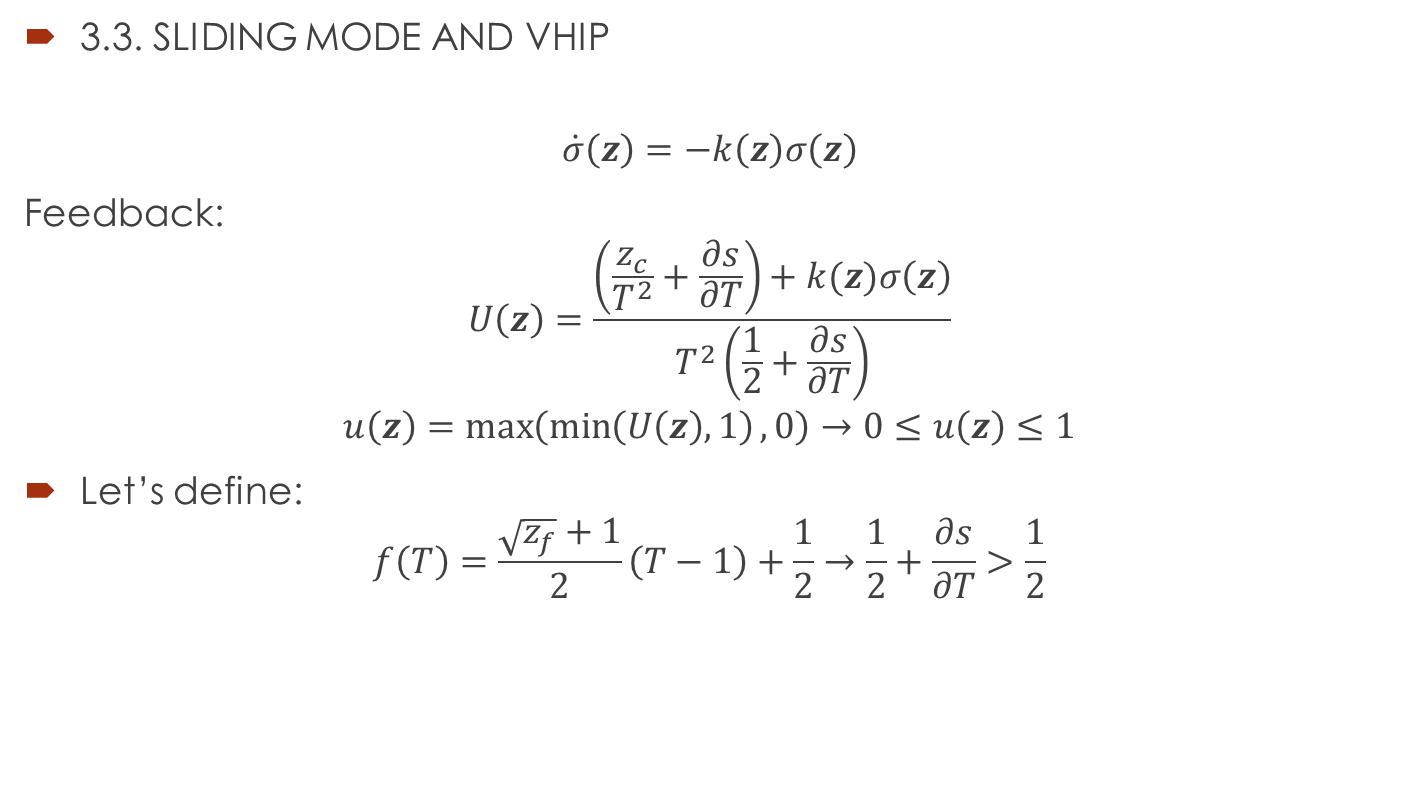 3.3. SLIDING MODE AND VHIP
σ̇(𝒛) = −k(𝒛)σ(𝒛)
Feedback:
U(𝒛) = ((z_c/T²) + (∂s/∂T) + k(𝒛)σ(𝒛)) / (T²(1/2 + ∂s/∂T))
u(𝒛) = max(min(U(𝒛), 1), 0) → 0 ≤ u(𝒛) ≤ 1
Let’s define:
f(T) = (√z_f + 1)/2 (T − 1) + 1/2 → 1/2 + ∂s/∂T > 1/2